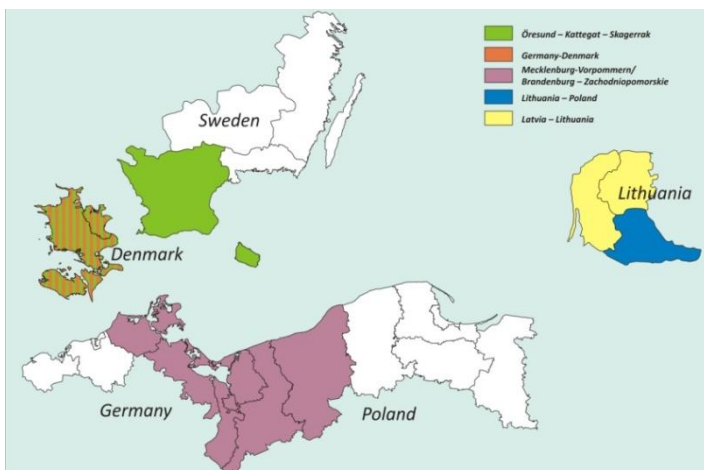 Öresund – Kattegat – Skagerrak
Germany-Denmark
Mecklenburg-Vorpommern/
Brandenburg – Zachodniopomorskie
Lithuania – Poland
Latvia – Lithuania
Sweden
Lithuania
Denmark
Germany
Poland